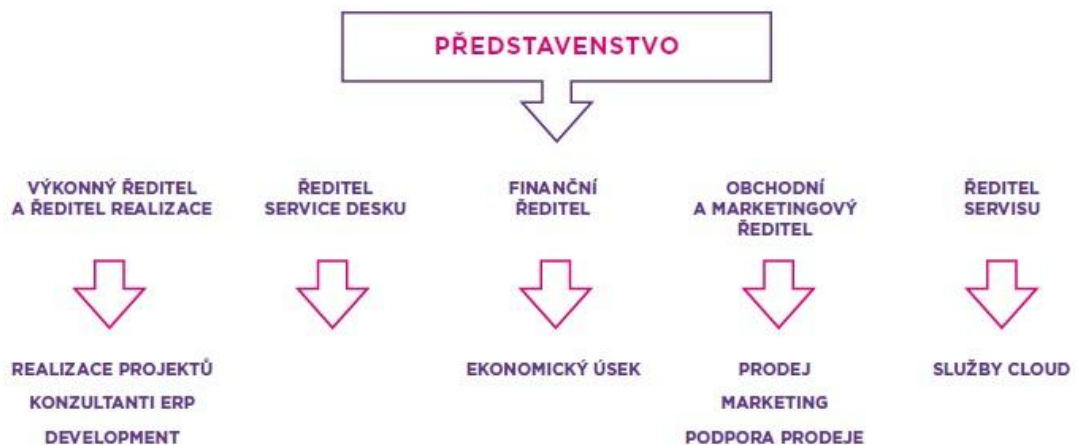 PŘEDSTAVENSTVO
VÝKONNÝ ŘEDITEL
A ŘEDITEL REALIZACE
ŘEDITEL
SERVICE DESKU
FINANČNÍ
ŘEDITEL
OBCHODNÍ
A MARKETINGOVÝ
ŘEDITEL
ŘEDITEL
SERVISU
REALIZACE PROJEKTŮ
KONZULTANTI ERP
DEVELOPMENT
EKONOMICKÝ ÚSEK
PRODEJ
MARKETING
PODPORA PRODEJE
SLUŽBY CLOUD